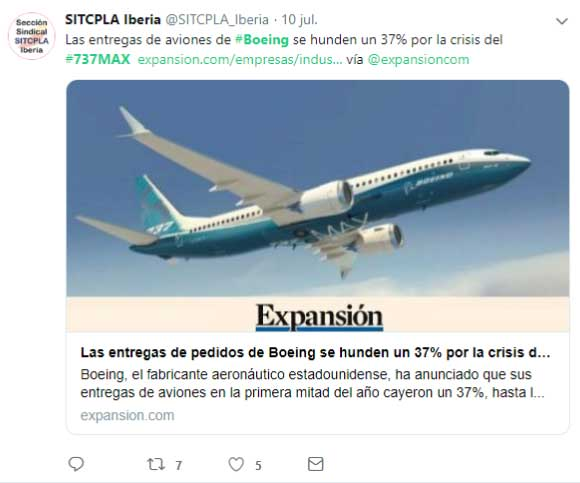 Sección
Sindical
SITCPLA
Iberia
SITCPLA Iberia @SITCPLA_Iberia · 10 jul.
Las entregas de aviones de #Boeing se hunden un 37% por la crisis del
#737MAX expansion.com/empresas/indus... vía @expansioncom
BOEING
737
MAX
Expansión
Las entregas de pedidos de Boeing se hunden un 37% por la crisis d...
Boeing, el fabricante aeronáutico estadounidense, ha anunciado que sus
entregas de aviones en la primera mitad del año cayeron un 37%, hasta l...
expansion.com
7 5